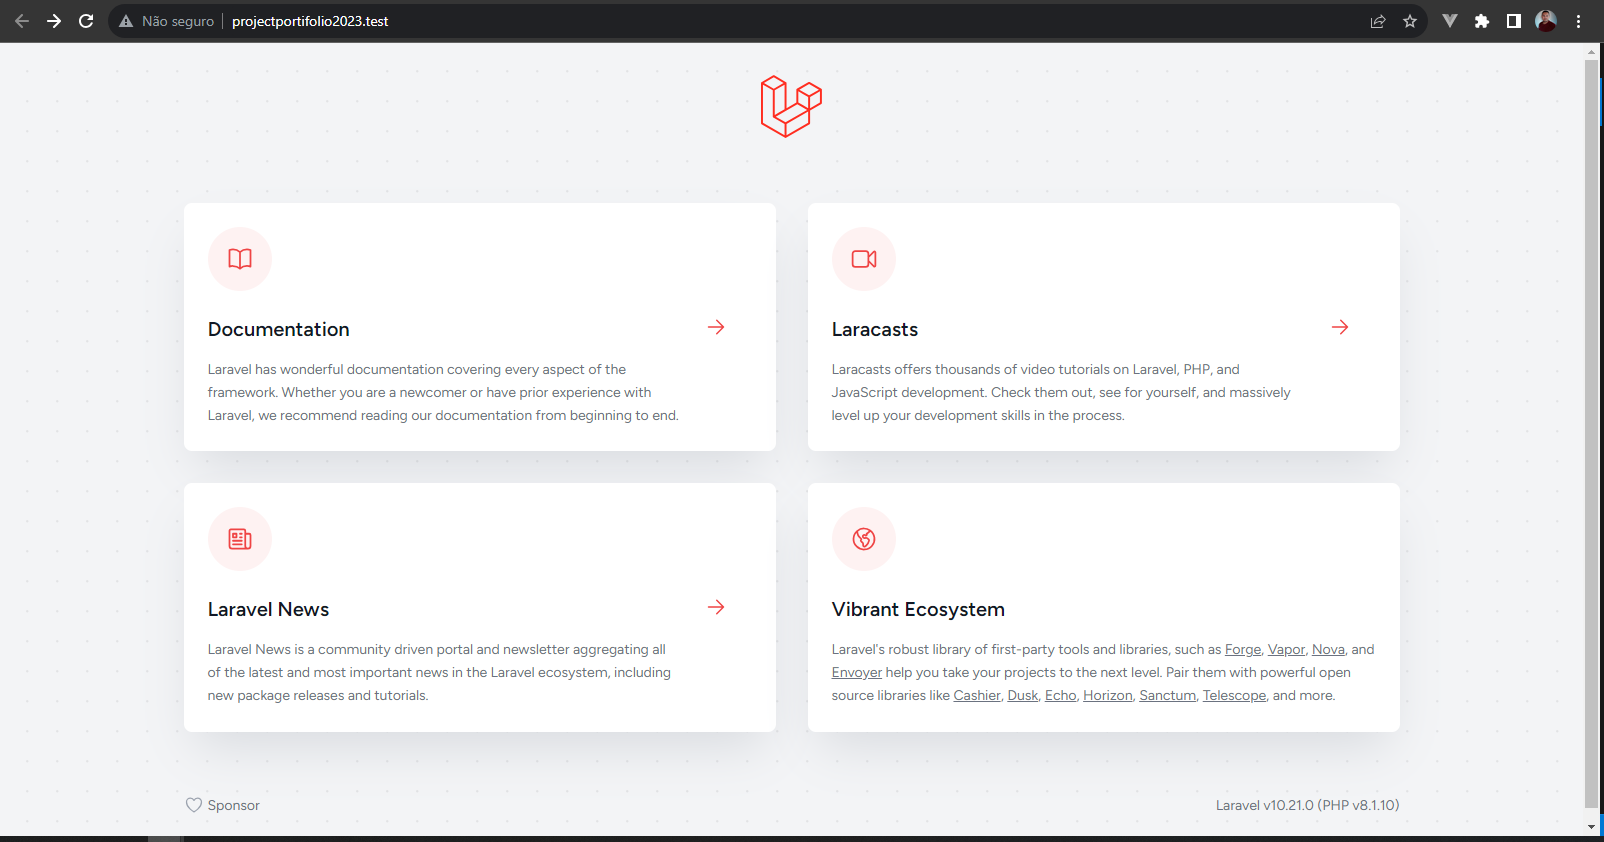 Não seguro
projectportifolio2023.test
Documentation
Laravel has wonderful documentation covering every aspect of the
framework. Whether you are a newcomer or have prior experience with
Laravel, we recommend reading our documentation from beginning to end.
Laracasts
Laracasts offers thousands of video tutorials on Laravel, PHP, and
JavaScript development. Check them out, see for yourself, and massively
level up your development skills in the process.
Laravel News
Laravel News is a community driven portal and newsletter aggregating all
of the latest and most important news in the Laravel ecosystem, including
new package releases and tutorials.
Vibrant Ecosystem
Laravel's robust library of first-party tools and libraries, such as Forge, Vapor, Nova, and
Envoyer help you take your projects to the next level. Pair them with powerful open
source libraries like Cashier, Dusk, Echo, Horizon, Sanctum, Telescope, and more.
Sponsor
Laravel v10.21.0 (PHP v8.1.10)